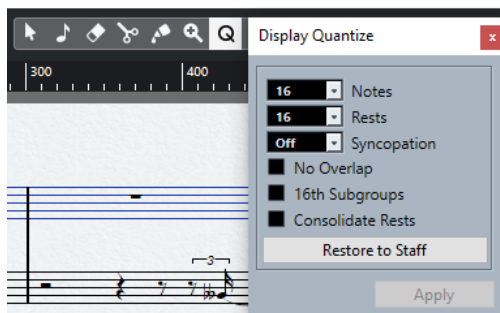 Q
Display Quantize
x
300
400
16 Notes
16 Rests
Off Syncopation
No Overlap
16th Subgroups
Consolidate Rests
Restore to Staff
3
Apply